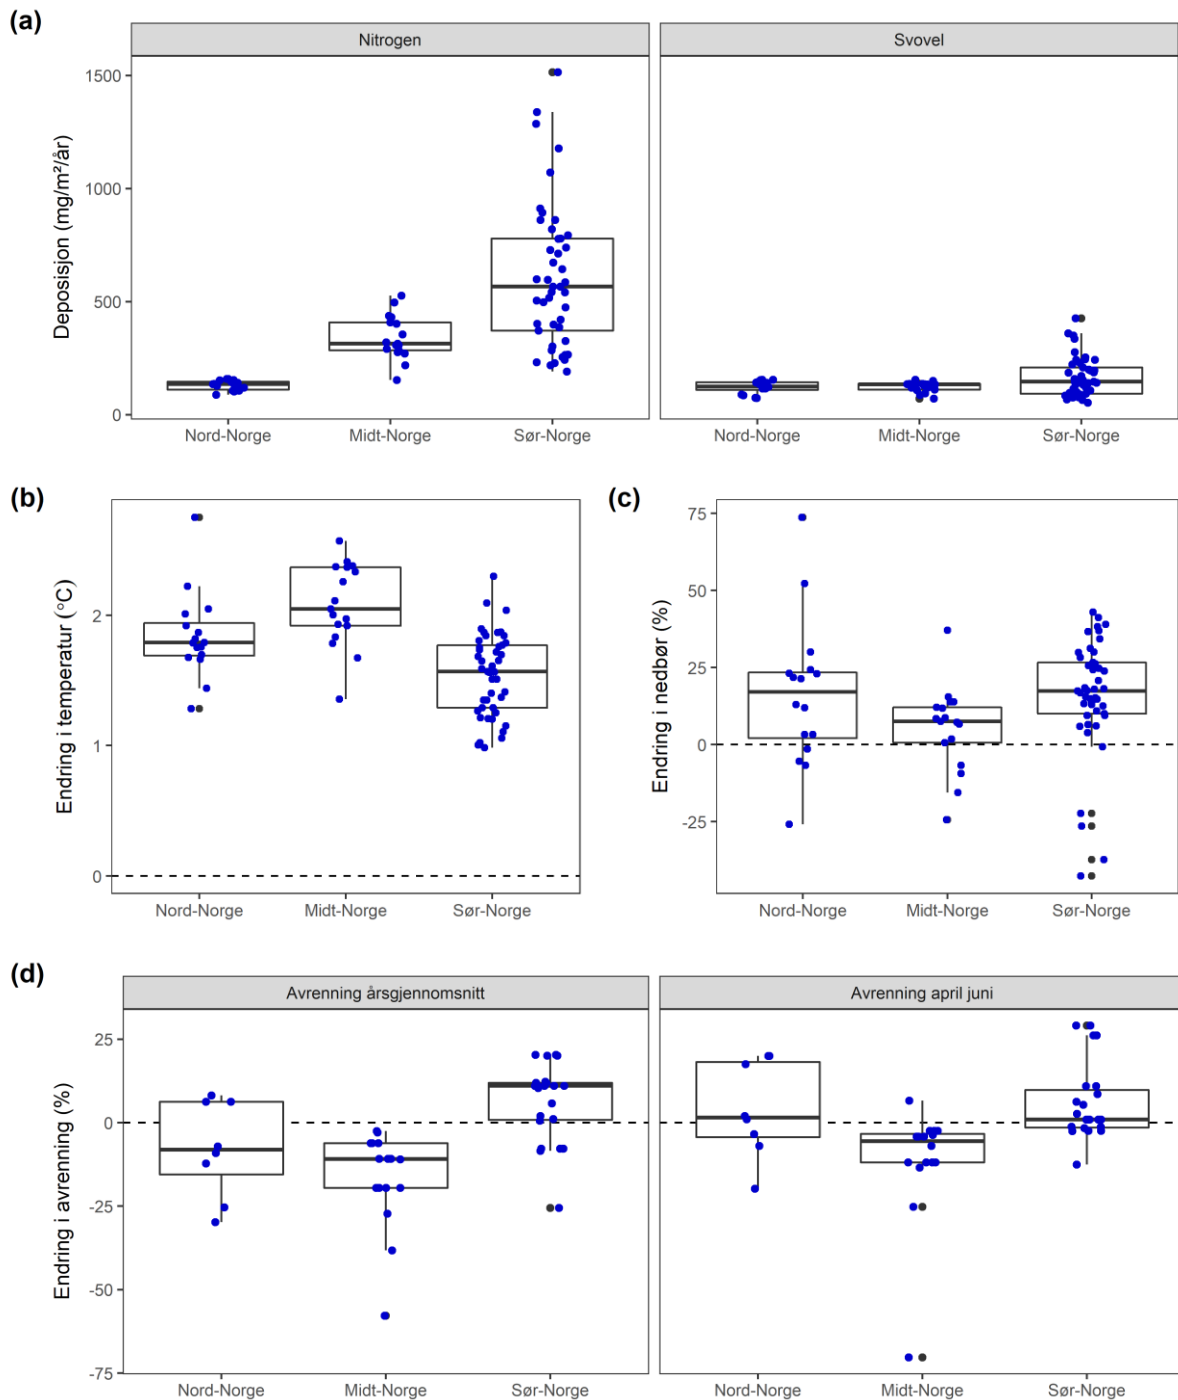 (a)
Nitrogen
Svovel
Deposisjon (mg/m²/år)
1500
1000
500
0
Nord-Norge
Midt-Norge
Sør-Norge
Nord-Norge
Midt-Norge
Sør-Norge
(b)
Endring i temperatur (°C)
2
1
0
Nord-Norge
Midt-Norge
Sør-Norge
(c)
Endring i nedbør (%)
75
50
25
0
-25
Nord-Norge
Midt-Norge
Sør-Norge
(d)
Avrenning årsgjennomsnitt
Avrenning april juni
Endring i avrenning (%)
25
0
-25
-50
-75
Nord-Norge
Midt-Norge
Sør-Norge
Nord-Norge
Midt-Norge
Sør-Norge